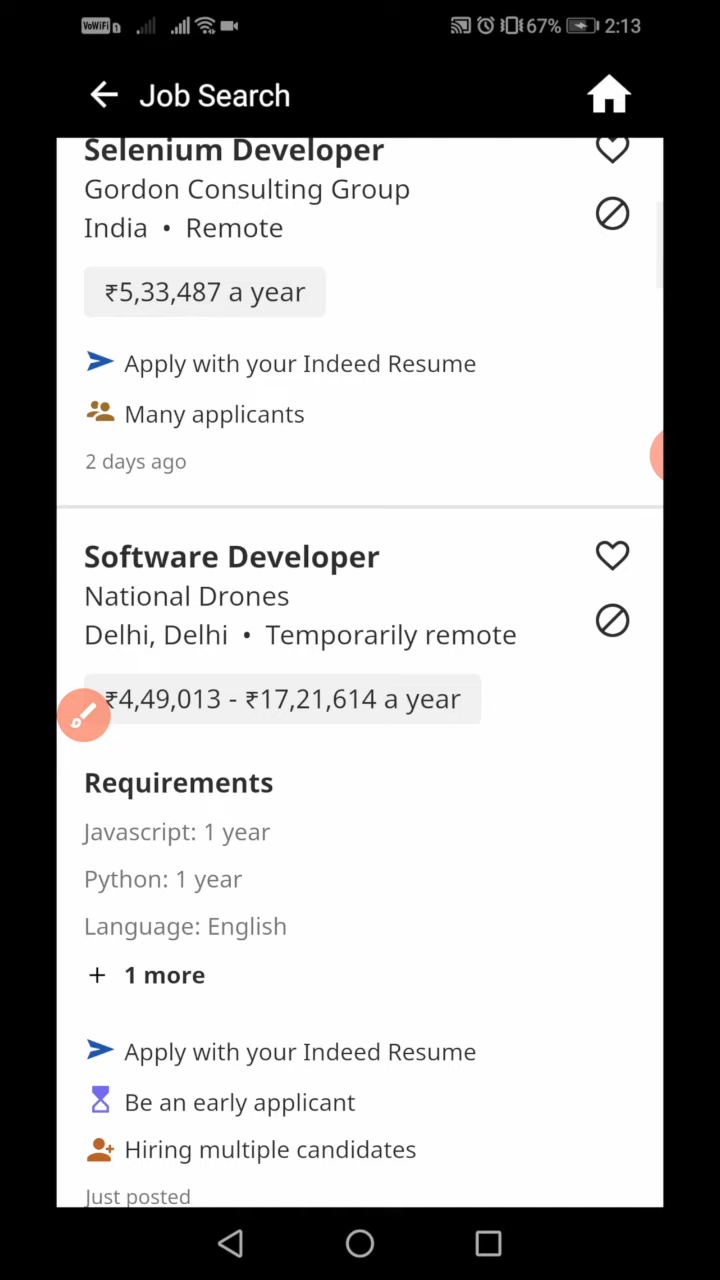 VoWiFi 67% 2:13
Job Search
Selenium Developer
Gordon Consulting Group
India • Remote
₹5,33,487 a year
Apply with your Indeed Resume
Many applicants
2 days ago
Software Developer
National Drones
Delhi, Delhi • Temporarily remote
₹4,49,013 - ₹17,21,614 a year
Requirements
Javascript: 1 year
Python: 1 year
Language: English
+ 1 more
Apply with your Indeed Resume
Be an early applicant
Hiring multiple candidates
Just posted